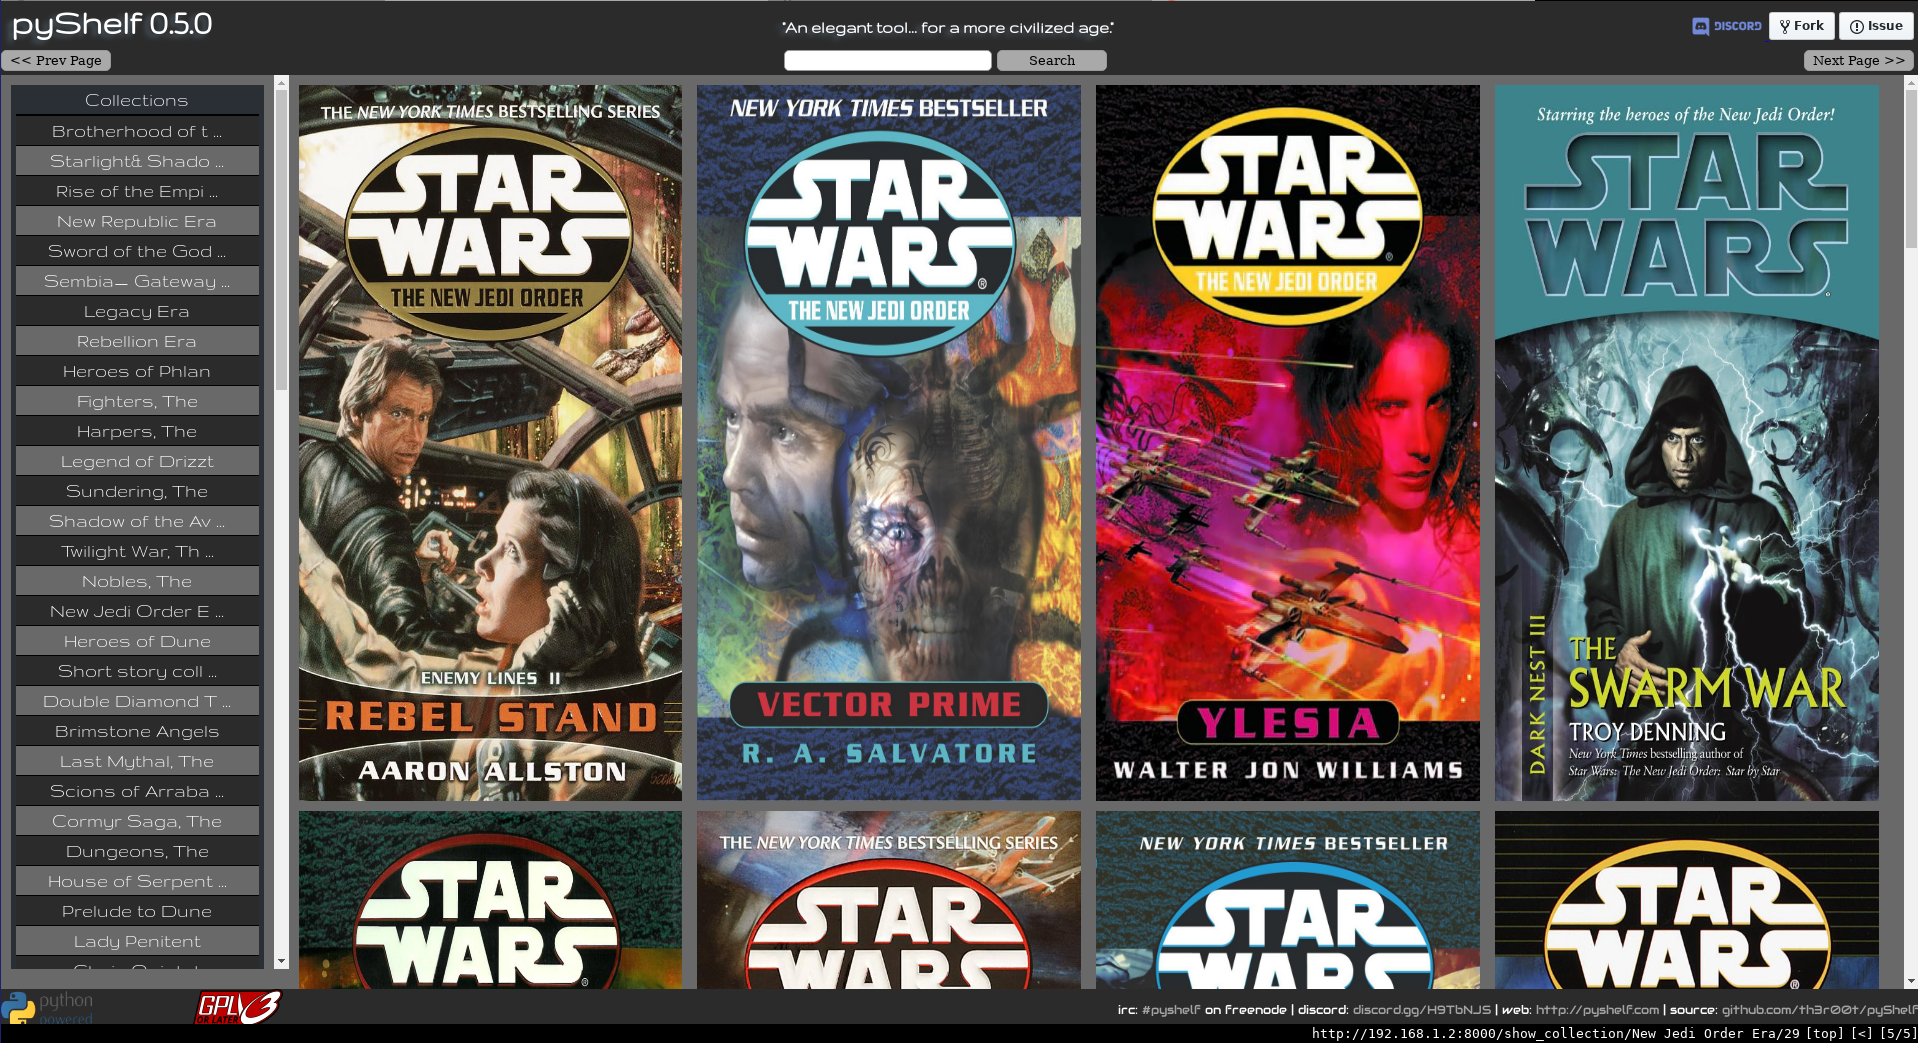 pyShelf 0.5.0
"An elegant tool... for a more civilized age."
DISCORD
Fork
Issue
<< Prev Page
Search
Next Page >>
Collections
Brotherhood of t ...
Starlight& Shado ...
Rise of the Empi ...
New Republic Era
Sword of the God ...
Sembia— Gateway ...
Legacy Era
Rebellion Era
Heroes of Phlan
Fighters, The
Harpers, The
Legend of Drizzt
Sundering, The
Shadow of the Av ...
Twilight War, Th ...
Nobles, The
New Jedi Order E ...
Heroes of Dune
Short story coll ...
Double Diamond T ...
Brimstone Angels
Last Mythal, The
Scions of Arraba ...
Cormyr Saga, The
Dungeons, The
House of Serpent ...
Prelude to Dune
Lady Penitent
THE NEW YORK TIMES BESTSELLING SERIES
STAR
WARS
THE NEW JEDI ORDER
ENEMY LINES II
REBEL STAND
AARON ALLSTON
NEW YORK TIMES BESTSELLER
STAR
WARS®
THE NEW JEDI ORDER
VECTOR PRIME
R. A. SALVATORE
STAR
WARS®
THE NEW JEDI ORDER
YLESIA
WALTER JON WILLIAMS
Starring the heroes of the New Jedi Order!
STAR
WARS®
DARK NEST III
THE
SWARM WAR
TROY DENNING
New York Times bestselling author of
Star Wars: The New Jedi Order: Star by Star
STAR
WARS®
THE NEW YORK TIMES BESTSELLING SERIES
STAR
WARS
NEW YORK TIMES BESTSELLER
STAR
WARS
STAR
WARS®
python
powered
GPLv3
OR LATER
irc: #pyshelf on freenode | discord: discord.gg/H9TbNJS | web: http://pyshelf.com | source: github.com/th3r00t/pyShelf
http://192.168.1.2:8000/show_collection/New Jedi Order Era/29 [top] [<] [5/5]